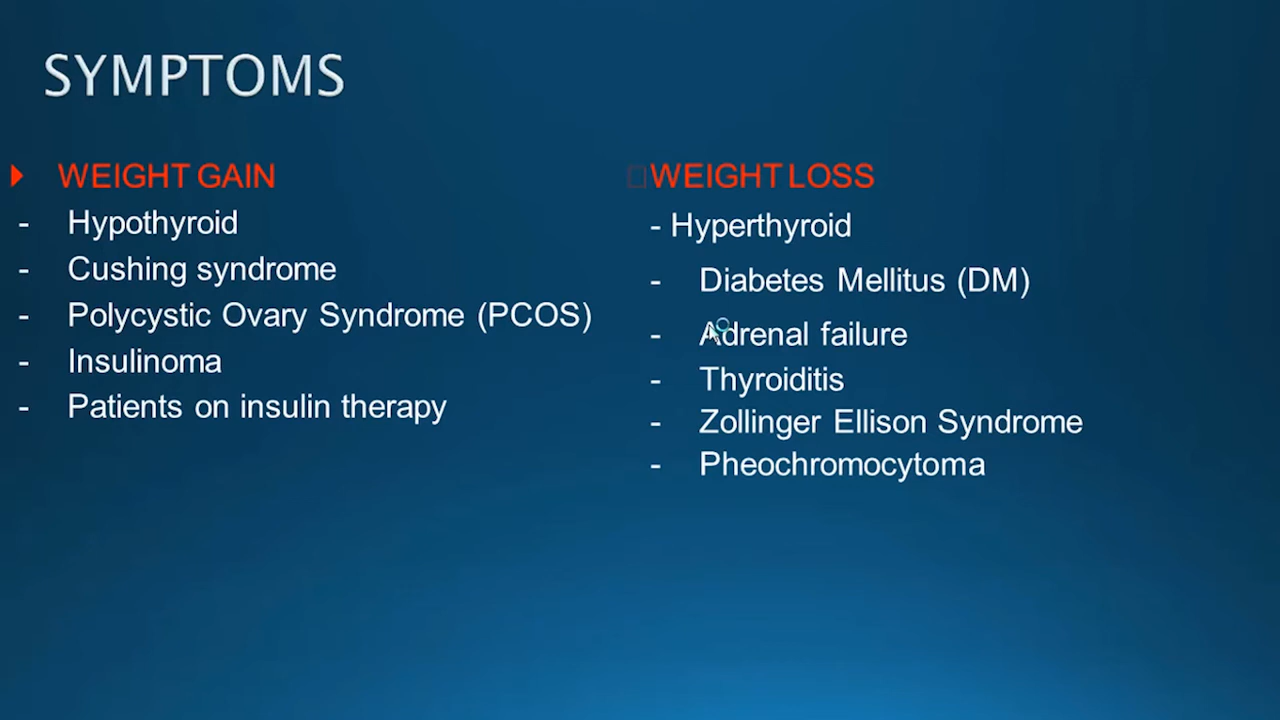 SYMPTOMS
WEIGHT GAIN
- Hypothyroid
- Cushing syndrome
- Polycystic Ovary Syndrome (PCOS)
- Insulinoma
- Patients on insulin therapy
WEIGHT LOSS
- Hyperthyroid
- Diabetes Mellitus (DM)
- Adrenal failure
- Thyroiditis
- Zollinger Ellison Syndrome
- Pheochromocytoma